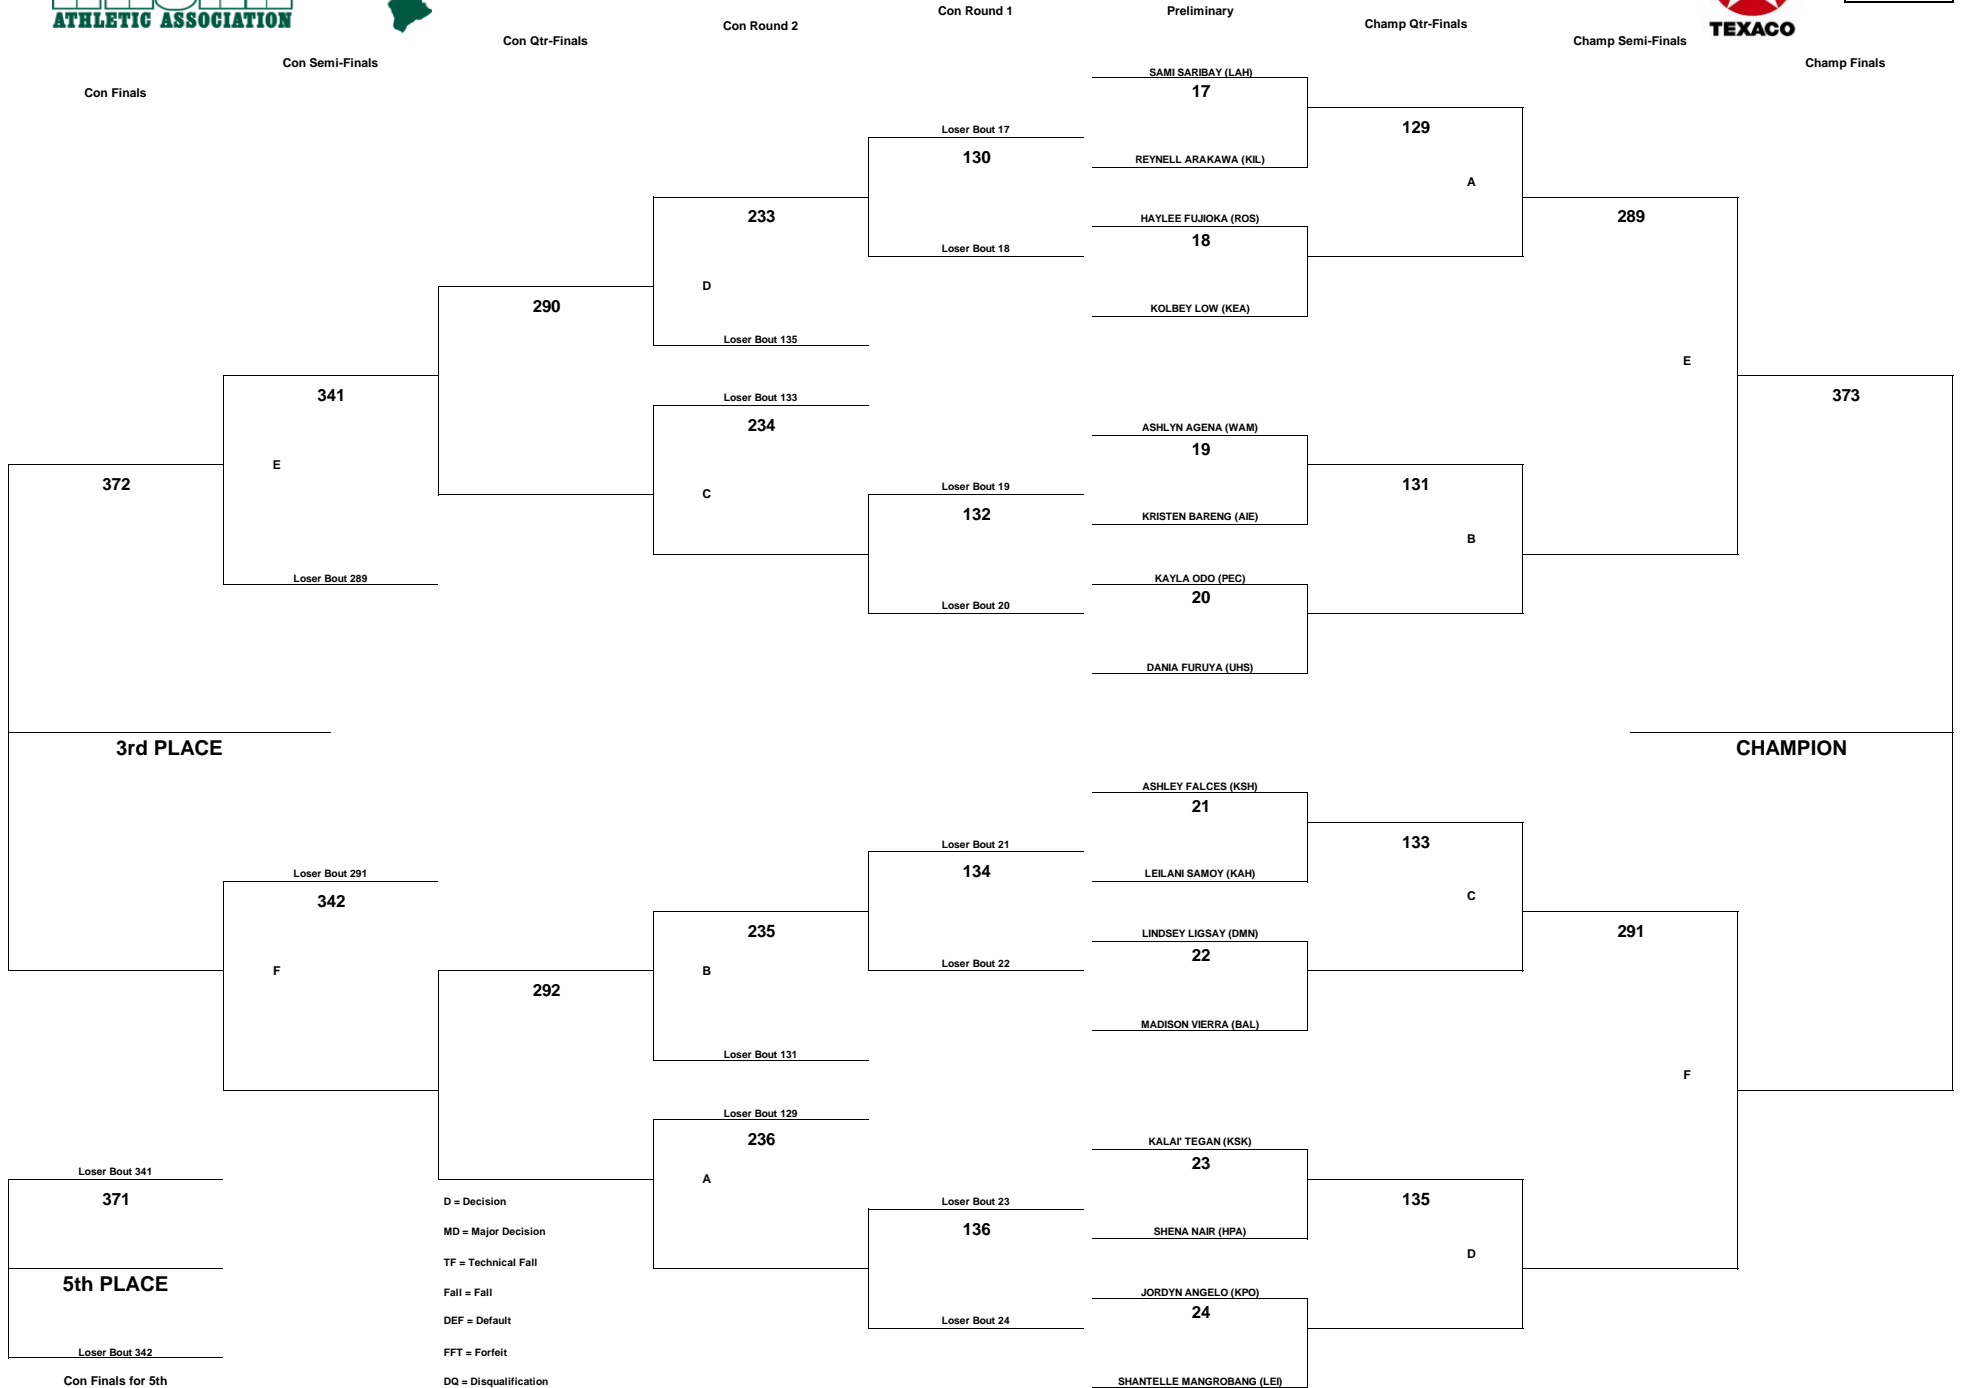 ATHLETIC ASSOCIATION
TEXACO
Con Finals
Con Semi-Finals
Con Qtr-Finals
Con Round 2
Con Round 1
Preliminary
Champ Qtr-Finals
Champ Semi-Finals
Champ Finals
SAMI SARIBAY (LAH)
17
REYNELL ARAKAWA (KIL)
HAYLEE FUJIOKA (ROS)
18
KOLBEY LOW (KEA)
ASHLYN AGENA (WAM)
19
KRISTEN BARENG (AIE)
KAYLA ODO (PEC)
20
DANIA FURUYA (UHS)
ASHLEY FALCES (KSH)
21
LEILANI SAMOY (KAH)
LINDSEY LIGSAY (DMN)
22
MADISON VIERRA (BAL)
KALAI' TEGAN (KSK)
23
SHENA NAIR (HPA)
JORDYN ANGELO (KPO)
24
SHANTELLE MANGROBANG (LEI)
129
A
131
B
133
C
135
D
289
E
291
F
373
CHAMPION
Loser Bout 17
130
Loser Bout 18
Loser Bout 19
132
Loser Bout 20
Loser Bout 21
134
Loser Bout 22
Loser Bout 23
136
Loser Bout 24
233
D
Loser Bout 135
Loser Bout 133
234
C
235
B
Loser Bout 131
Loser Bout 129
236
A
290
292
341
E
Loser Bout 289
Loser Bout 291
342
F
372
3rd PLACE
Loser Bout 341
371
5th PLACE
Loser Bout 342
Con Finals for 5th
D = Decision
MD = Major Decision
TF = Technical Fall
Fall = Fall
DEF = Default
FFT = Forfeit
DQ = Disqualification